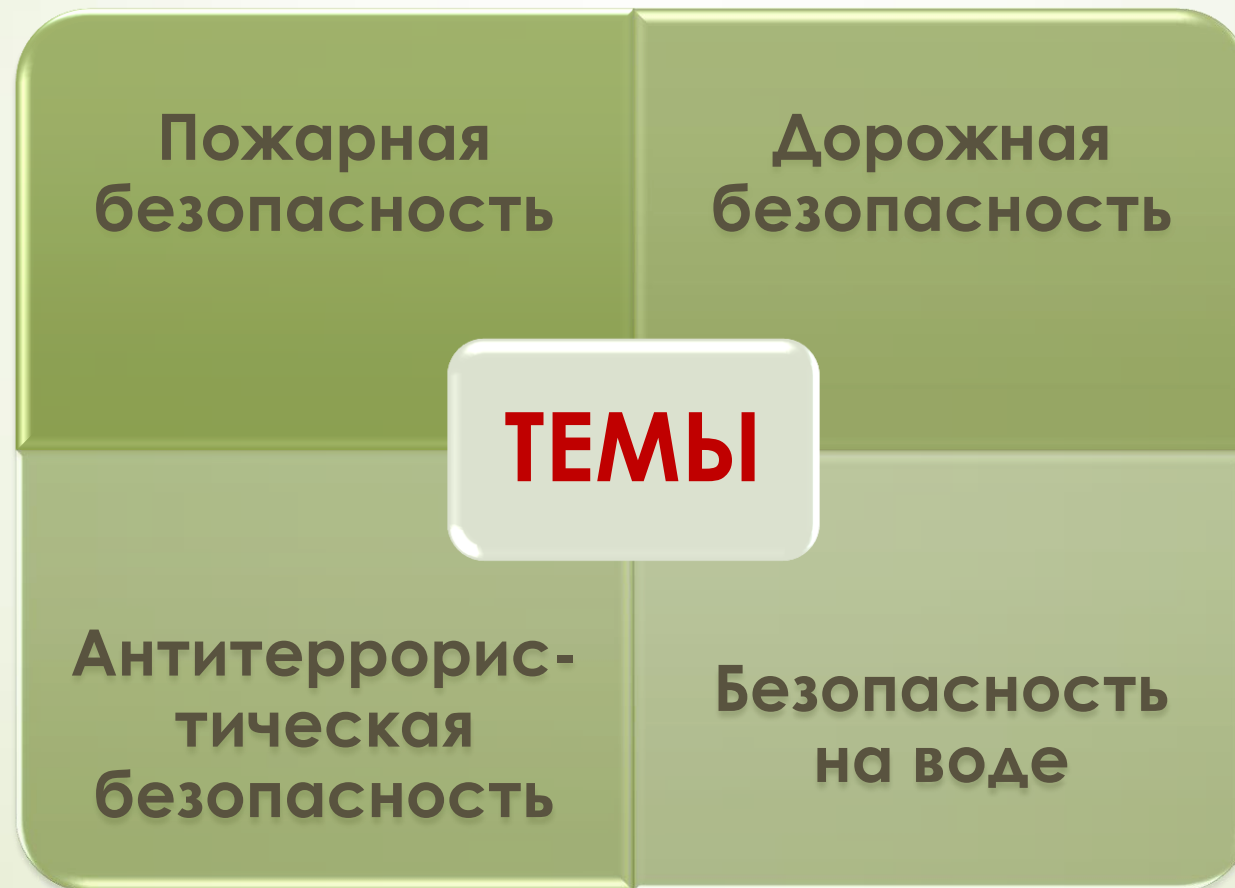 Пожарная
безопасность
Дорожная
безопасность
ТЕМЫ
Антитеррорис-
тическая
безопасность
Безопасность
на воде